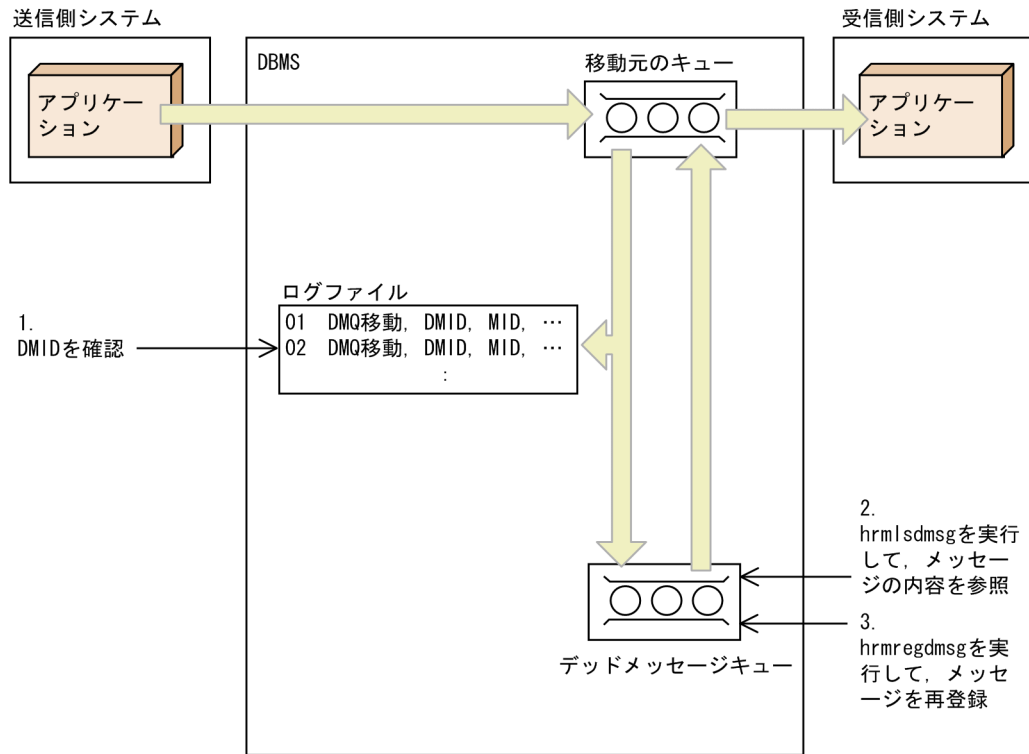 送信側システム
受信側システム
DBMS
移動元のキュー
アプリケー
ション
アプリケー
ション
ログファイル
01 DMQ移動, DMID, MID, …
02 DMQ移動, DMID, MID, …
:
1.
DMIDを確認
2.
hrmlsdmsgを実行
して, メッセー
ジの内容を参照
3.
hrmregdmsgを実
行して, メッセ
ージを再登録
デッドメッセージキュー